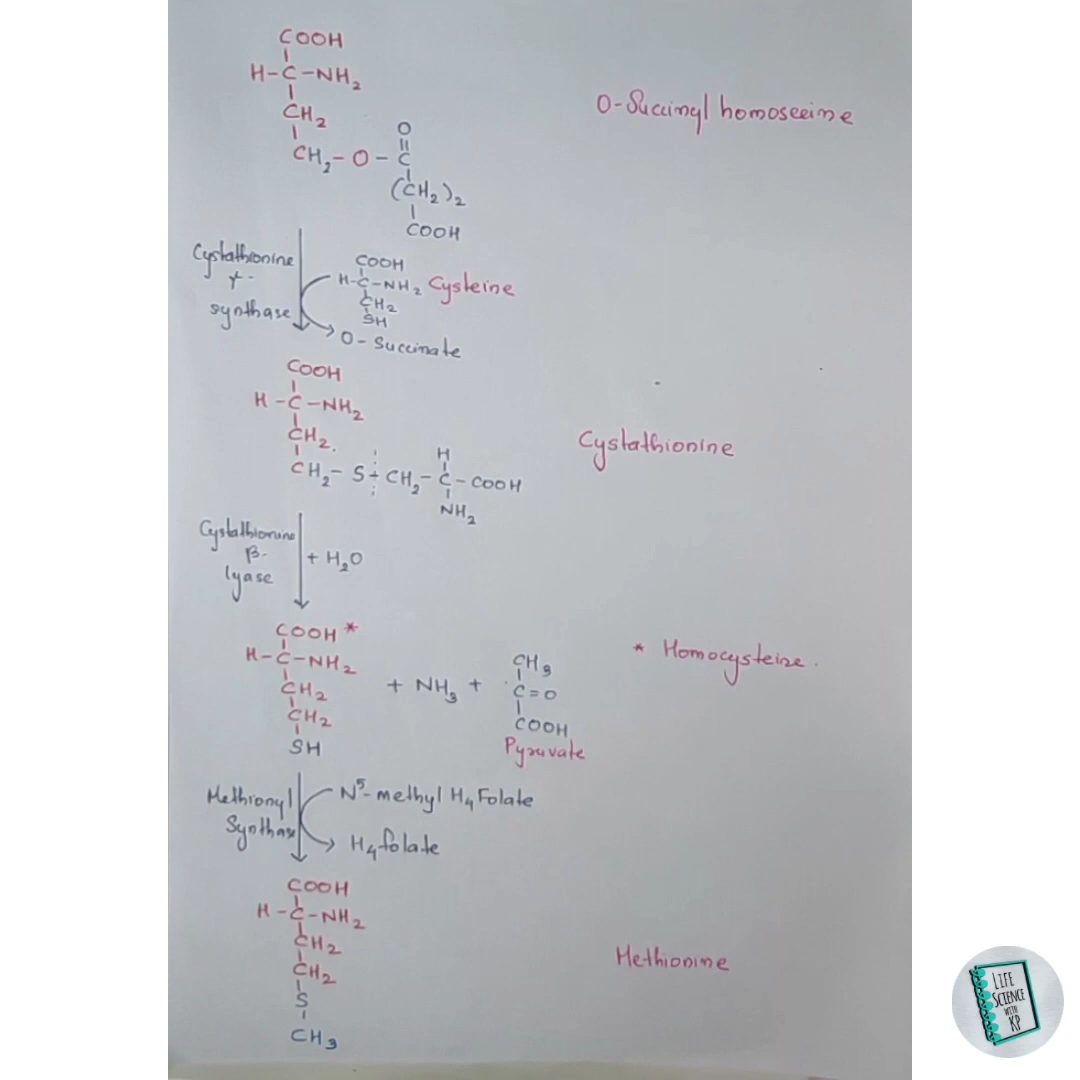 COOH
H-C-NH2
CH2
O
CH2-O-C
(CH2)2
COOH
O-Succinyl homoserine
Cystathionine
γ-
synthase
COOH
H-C-NH2 Cysteine
CH2
SH
O-Succinate
COOH
H-C-NH2
CH2.
H
CH2-S-CH2-C-COOH
NH2
Cystathionine
Cystathionine
β-
lyase
+ H2O
COOH *
H-C-NH2
CH2
CH2
SH
+ NH3 +
CH3
C=O
COOH
Pyruvate
* Homocysteine.
Methionyl
Synthase
N5-methyl H4 Folate
H4 folate
COOH
H-C-NH2
CH2
CH2
S
CH3
Methionine
LIFE
SCIENCE
WITH
KP